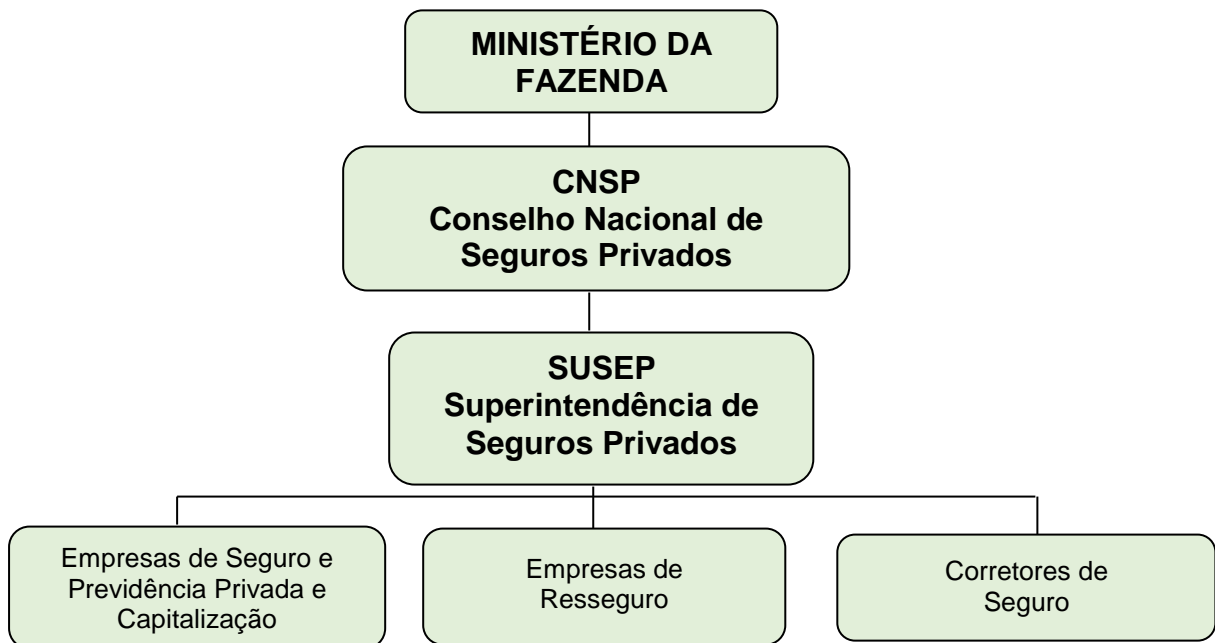 MINISTÉRIO DA
FAZENDA
CNSP
Conselho Nacional de
Seguros Privados
SUSEP
Superintendência de
Seguros Privados
Empresas de Seguro e
Previdência Privada e
Capitalização
Empresas de
Resseguro
Corretores de
Seguro